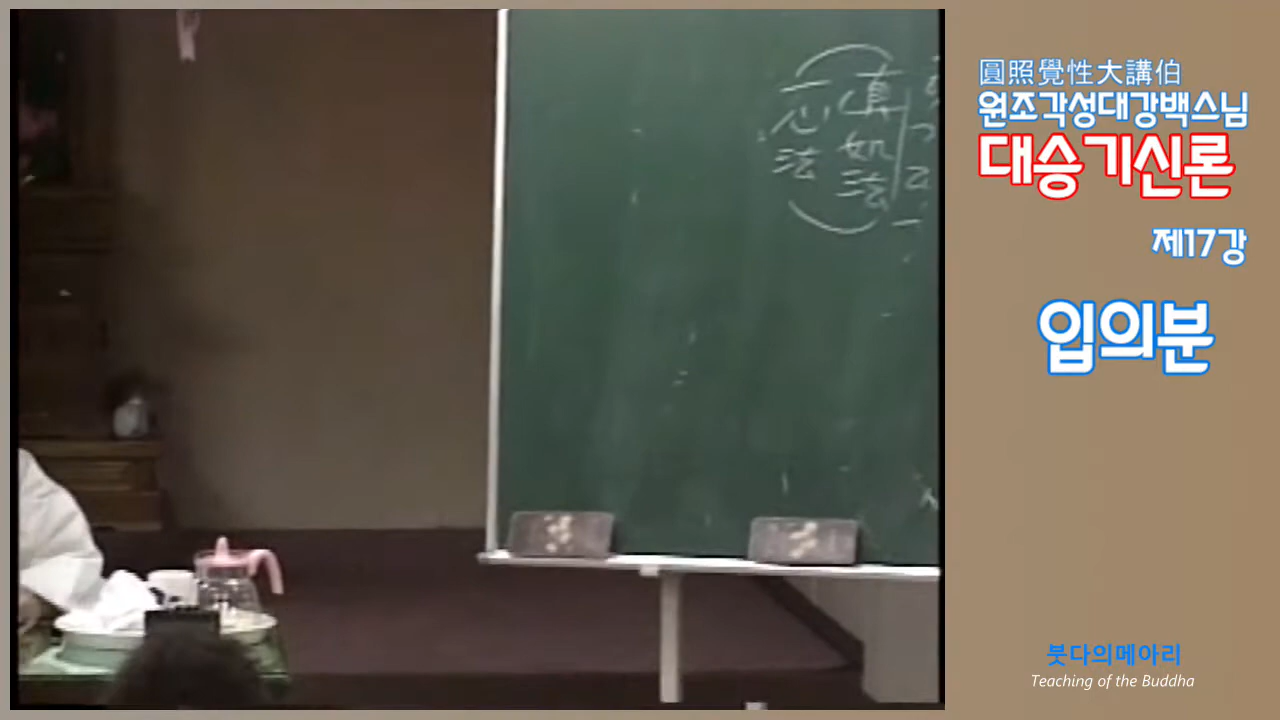 圓照覺性大講伯
원조각성대강백스님
대승기신론
제17강
입의분
真如法
一心法
붓다의메아리
Teaching of the Buddha